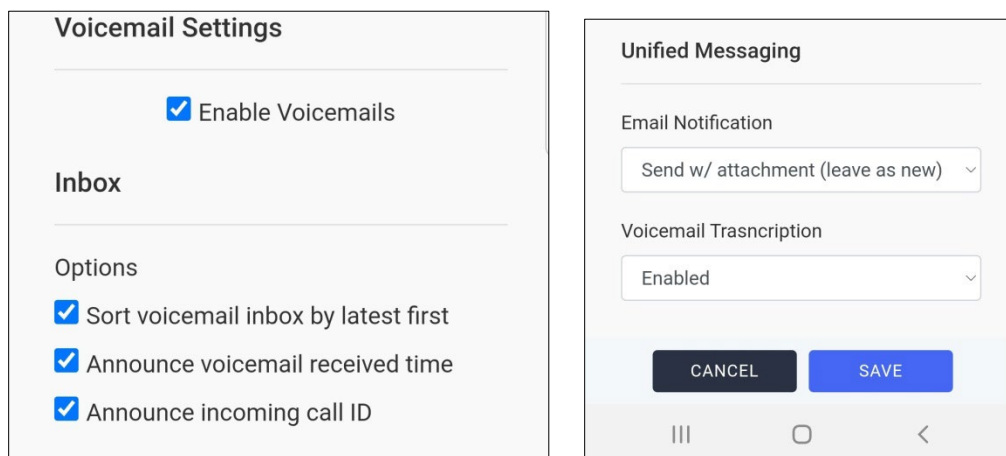 Voicemail Settings
Enable Voicemails
Inbox
Options
Sort voicemail inbox by latest first
Announce voicemail received time
Announce incoming call ID
Unified Messaging
Email Notification
Send w/ attachment (leave as new)
Voicemail Trasncription
Enabled
CANCEL
SAVE